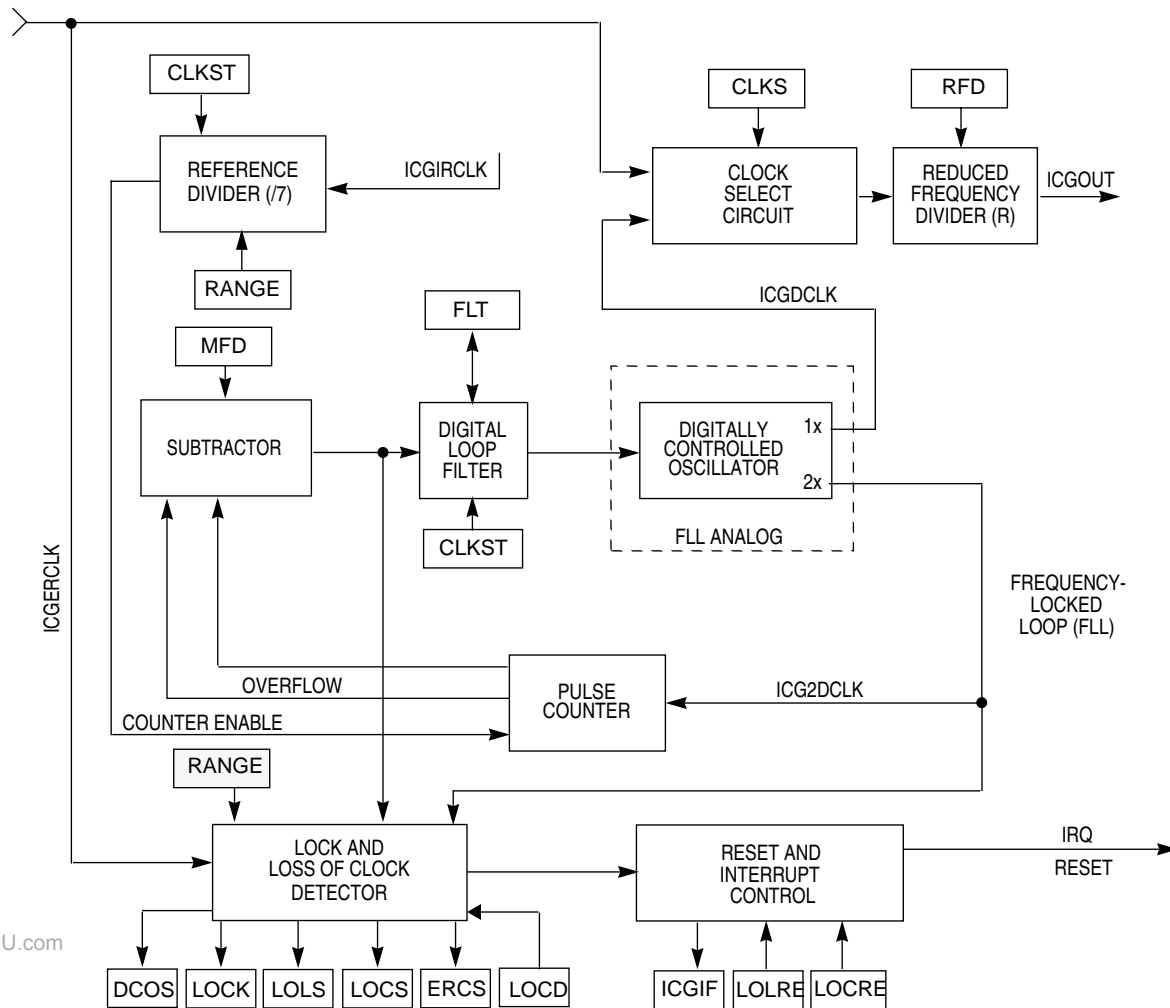 CLKST
CLKS
RFD
REFERENCE
DIVIDER (/7)
ICGIRCLK
CLOCK
SELECT
CIRCUIT
REDUCED
FREQUENCY
DIVIDER (R)
ICGOUT
RANGE
ICGDCLK
FLT
MFD
SUBTRACTOR
DIGITAL
LOOP
FILTER
DIGITALLY
CONTROLLED
OSCILLATOR
1x
2x
FLL ANALOG
CLKST
ICGERCLK
FREQUENCY-
LOCKED
LOOP (FLL)
OVERFLOW
PULSE
COUNTER
ICG2DCLK
COUNTER ENABLE
RANGE
LOCK AND
LOSS OF CLOCK
DETECTOR
RESET AND
INTERRUPT
CONTROL
IRQ
RESET
U.com
DCOS
LOCK
LOLS
LOCS
ERCS
LOCD
ICGIF
LOLRE
LOCRE